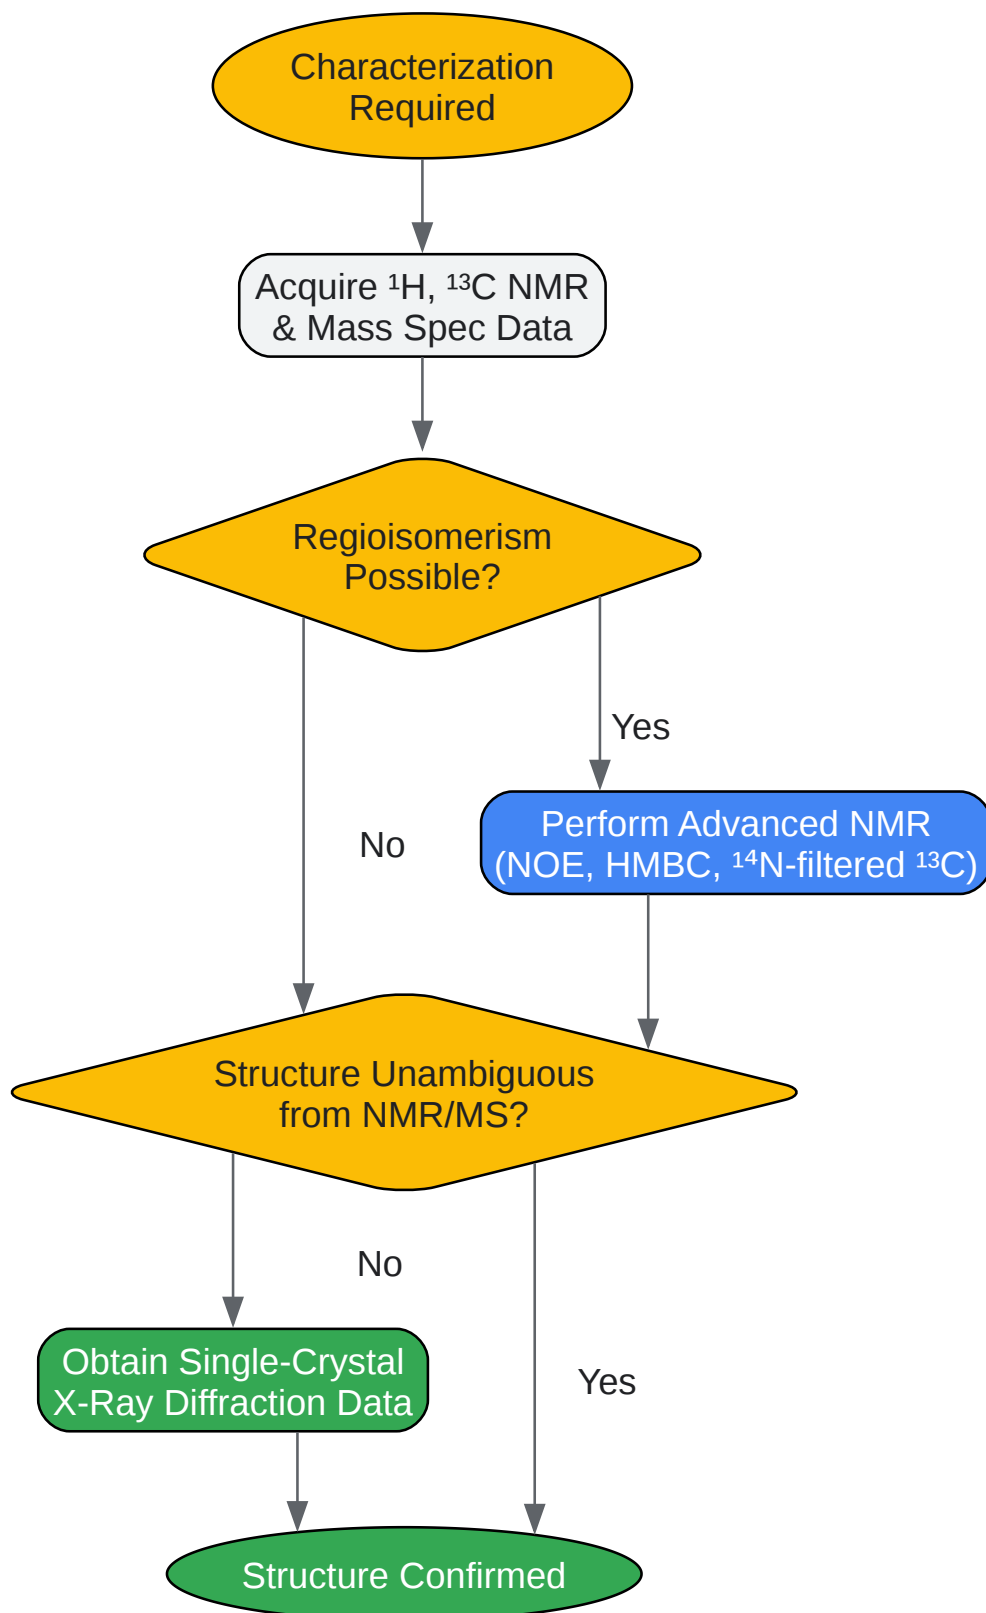 Characterization
Required
Acquire ¹H, ¹³C NMR
& Mass Spec Data
Regioisomerism
Possible?
Yes
No
Perform Advanced NMR
(NOE, HMBC, ¹⁴N-filtered ¹³C)
Structure Unambiguous
from NMR/MS?
No
Yes
Obtain Single-Crystal
X-Ray Diffraction Data
Structure Confirmed